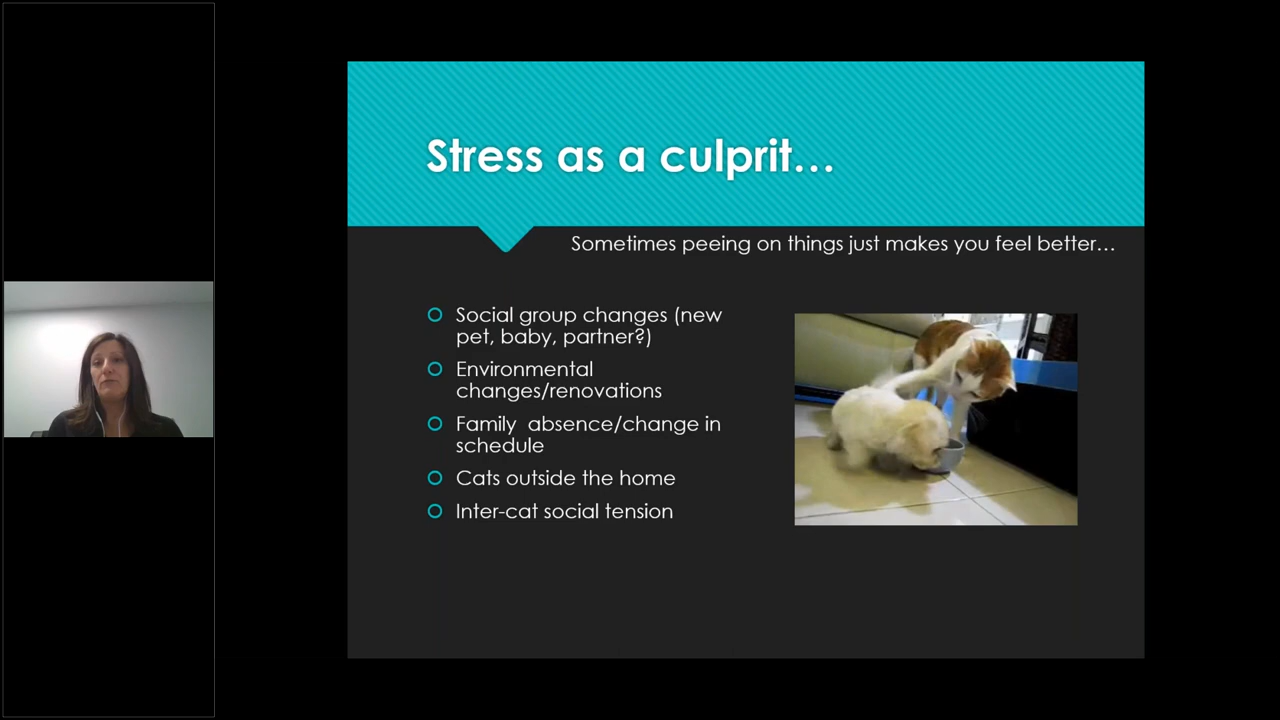 Stress as a culprit…
Sometimes peeing on things just makes you feel better…
Social group changes (new
pet, baby, partner?)
Environmental
changes/renovations
Family  absence/change in
schedule
Cats outside the home
Inter-cat social tension